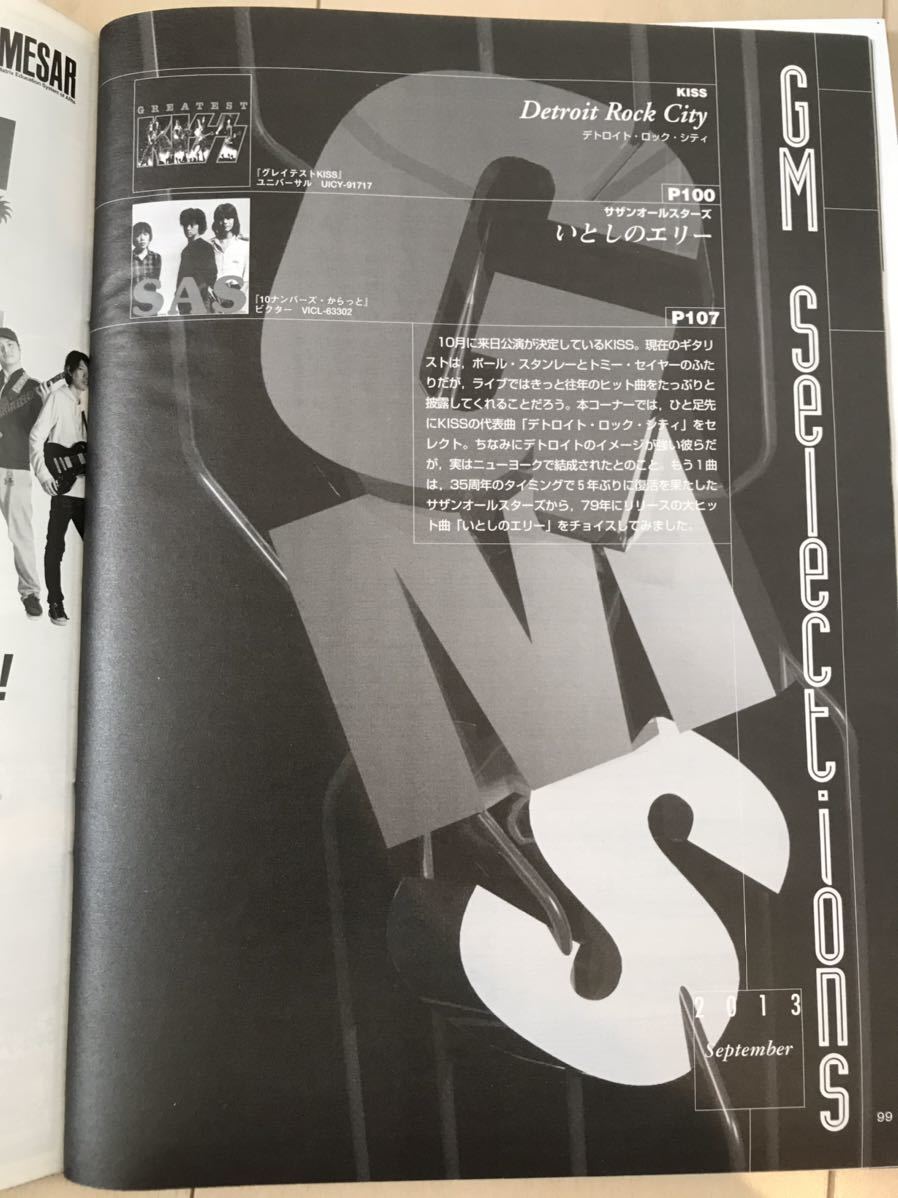 MESAR
GREATEST
KISS
KISS
Detroit Rock City
デトロイト・ロック・シティ
『グレイテストKISS』
ユニバーサル UICY-91717
P100
サザンオールスターズ
いとしのエリー
SAS
『10ナンバーズ・からっと』
ビクター VICL-63302
P107
10月に来日公演が決定しているKISS。現在のギタリ
ストは，ポール・スタンレーとトミー・セイヤーのふた
りだが，ライブではきっと往年のヒット曲をたっぷりと
披露してくれることだろう。本コーナーでは，ひと足先
にKISSの代表曲「デトロイト・ロック・シティ」をセ
レクト。ちなみにデトロイトのイメージが強い彼らだ
が，実はニューヨークで結成されたとのこと。もう1曲
は，35周年のタイミングで5年ぶりに復活を果たした
サザンオールスターズから，79年にリリースの大ヒッ
ト曲「いとしのエリー」をチョイスしてみました。
GM Selections
GMS
!
2013
September
99